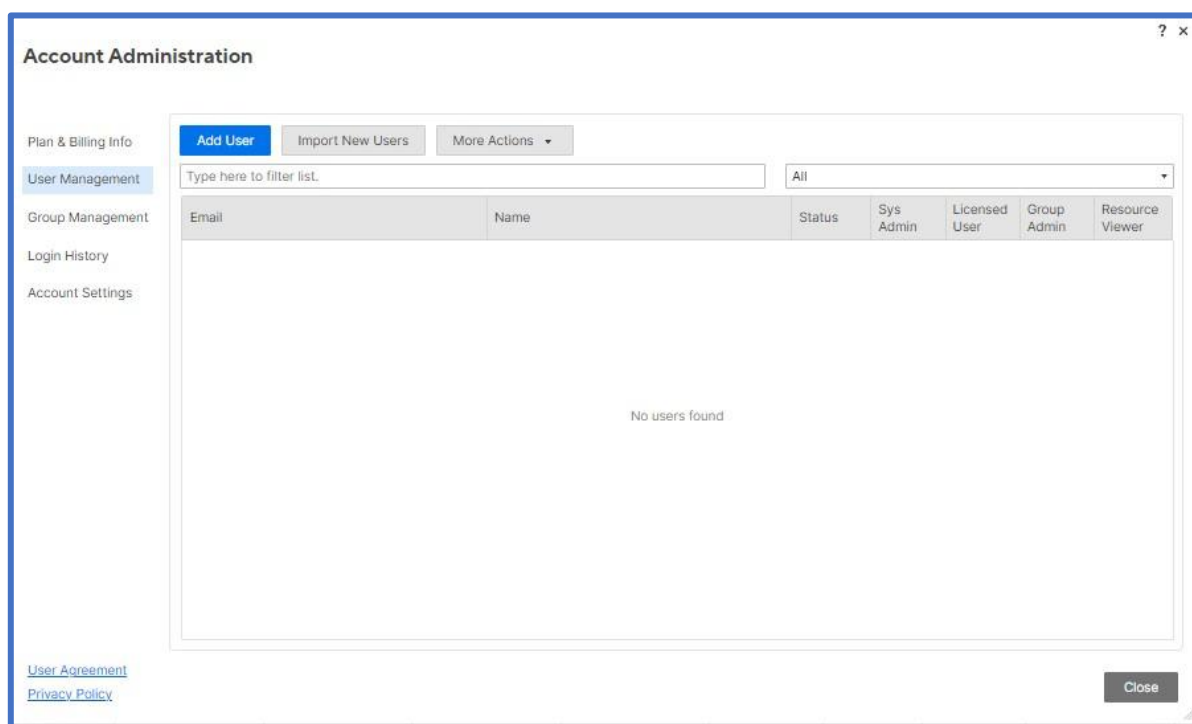 ? ×
Account Administration
Plan & Billing Info
User Management
Group Management
Login History
Account Settings
Add User
Import New Users
More Actions
Type here to filter list.
All
Email
Name
Status
Sys
Admin
Licensed
User
Group
Admin
Resource
Viewer
No users found
User Agreement
Privacy Policy
Close